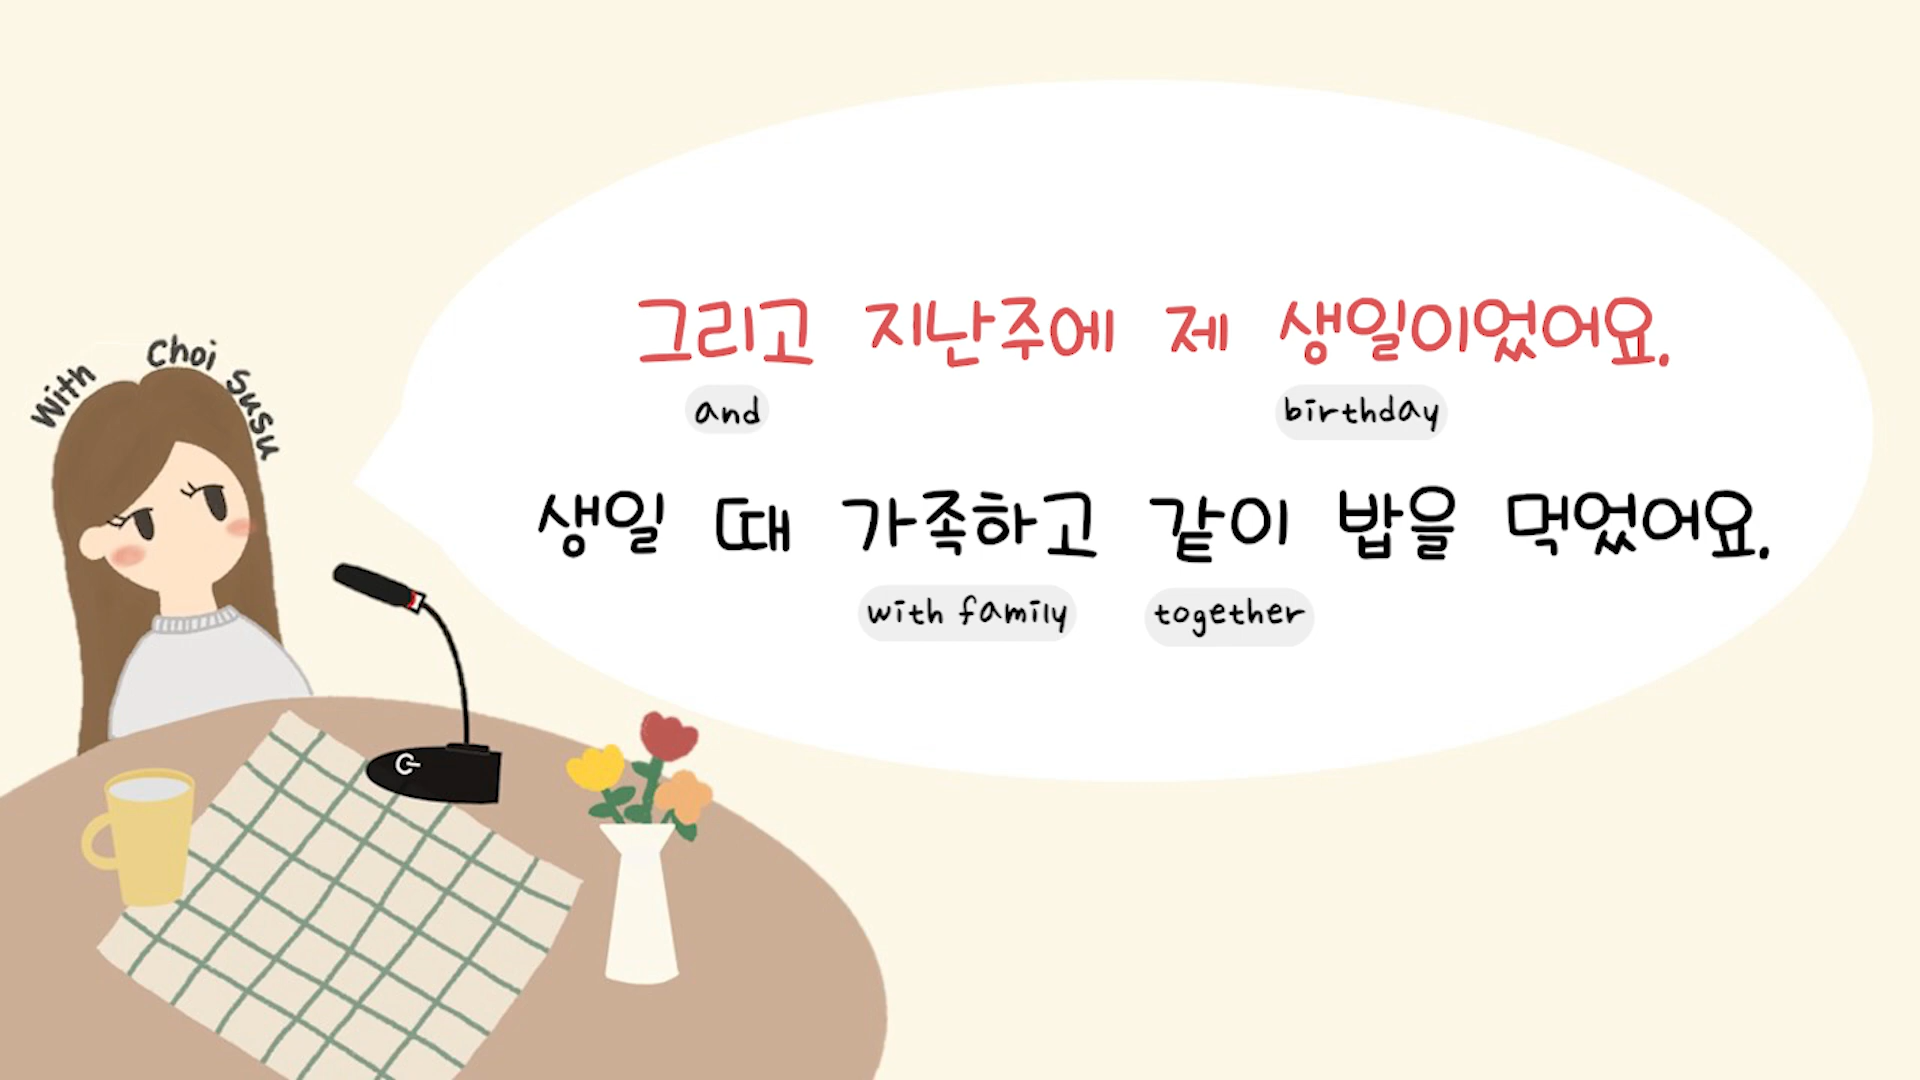 With Choi Susu
그리고 지난주에 제 생일이었어요.
and birthday
생일 때 가족하고 같이 밥을 먹었어요.
with family together